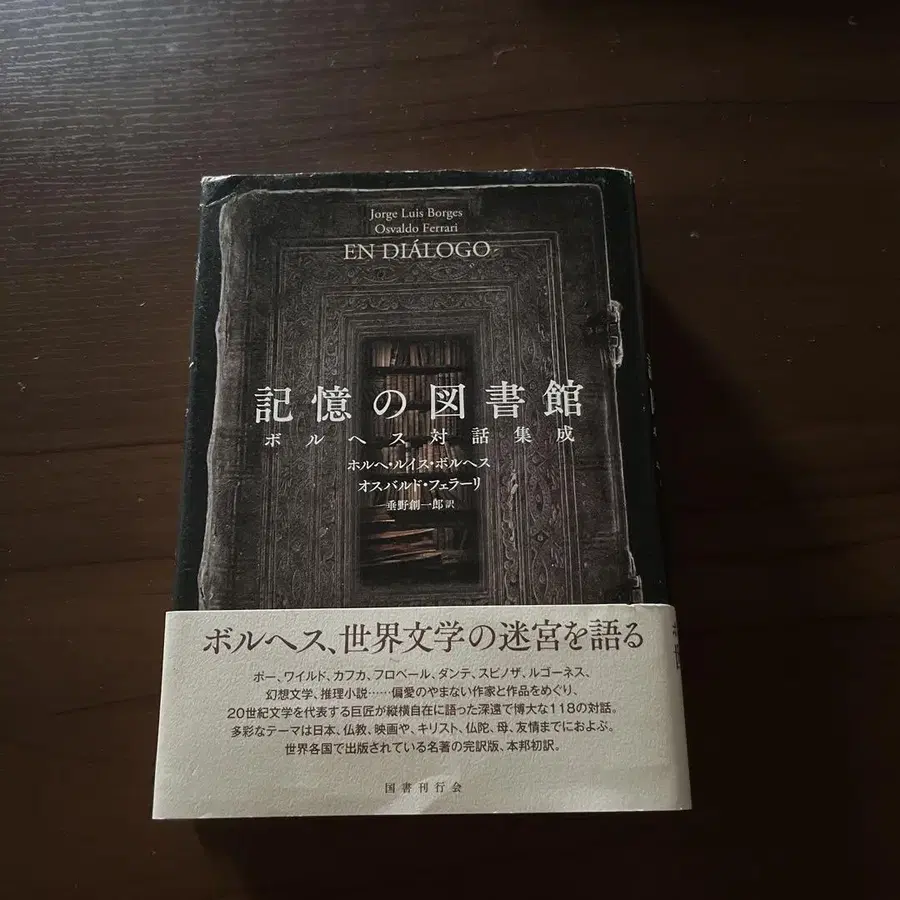 Jorge Luis Borges
Osvaldo Ferrari
EN DIÁLOGO
記憶の図書館
ボルヘス対話集成
ホルヘ・ルイス・ボルヘス
オスバルド・フェラーリ
垂野創一郎 訳
ボルヘス、世界文学の迷宮を語る
ポー、ワイルド、カフカ、フロベール、ダンテ、スピノザ、ルゴーネス、
幻想文学、推理小説……偏愛のやまない作家と作品をめぐり、
20世紀文学を代表する巨匠が縦横自在に語った深遠で博大な118の対話。
多彩なテーマは日本、仏教、映画や、キリスト、仏陀、母、友情までにおよぶ。
世界各国で出版されている名著の完訳版、本邦初訳。
国書刊行会